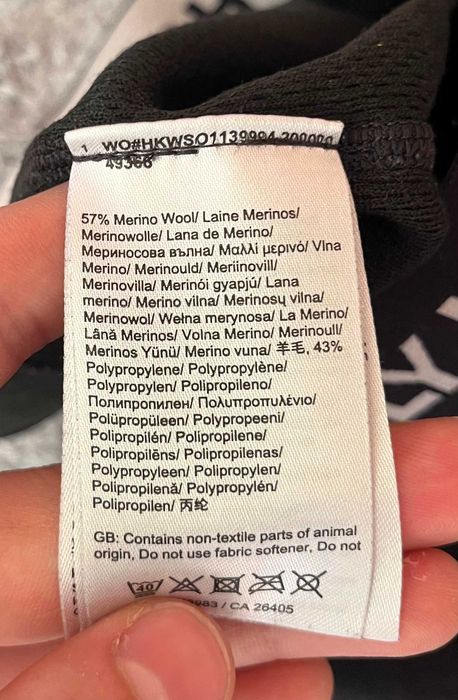 1 WO#HKWSO1139994 200000
49366
57% Merino Wool/ Laine Merinos/
Merinowolle/ Lana de Merino/
Мериносова вълна/ Μαλλί μερινό/ Vlna
Merino/ Merinould/ Meriinovill/
Merinovilla/ Merinói gyapjú/ Lana
merino/ Merino vilna/ Merinosų vilna/
Merinowol/ Wełna merynosa/ La Merino/
Lână Merinos/ Volna Merino/ Merinoull/
Merinos Yünü/ Merino vuna/ 羊毛, 43%
Polypropylene/ Polypropylène/
Polypropylen/ Polipropileno/
Полипропилен/ Πολυπροπυλένιο/
Polüpropüleen/ Polypropeeni/
Polipropilén/ Polipropilene/
Polipropilēns/ Polipropilenas/
Polypropyleen/ Polipropylen/
Polipropilenă/ Polypropylén/
Polipropilen/ 丙纶
GB: Contains non-textile parts of animal
origin, Do not use fabric softener, Do not
40
983/ CA 26405
LY